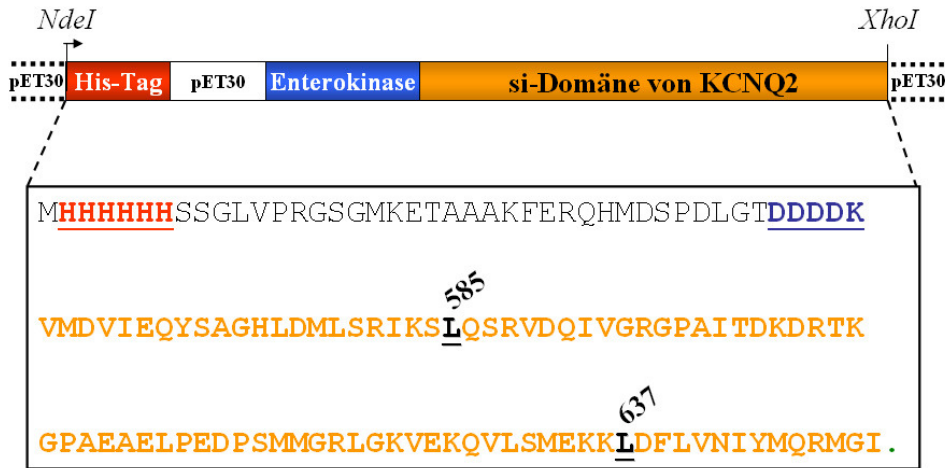 NdeI XhoI
pET30 His-Tag pET30 Enterokinase si-Domäne von KCNQ2 pET30
MHHHHHHSSGLVPRGSGMKETAAAKFERQHMDSPDLGTDDDDK
585
VMDVIEQYSAGHLDMLSRIKSLQSRVDQIVGRGPAITDKDRTK
637
GPAEAELPEDPSMMGRLGKVEKQVLSMEKKLDFLVNIYMQRMGI.